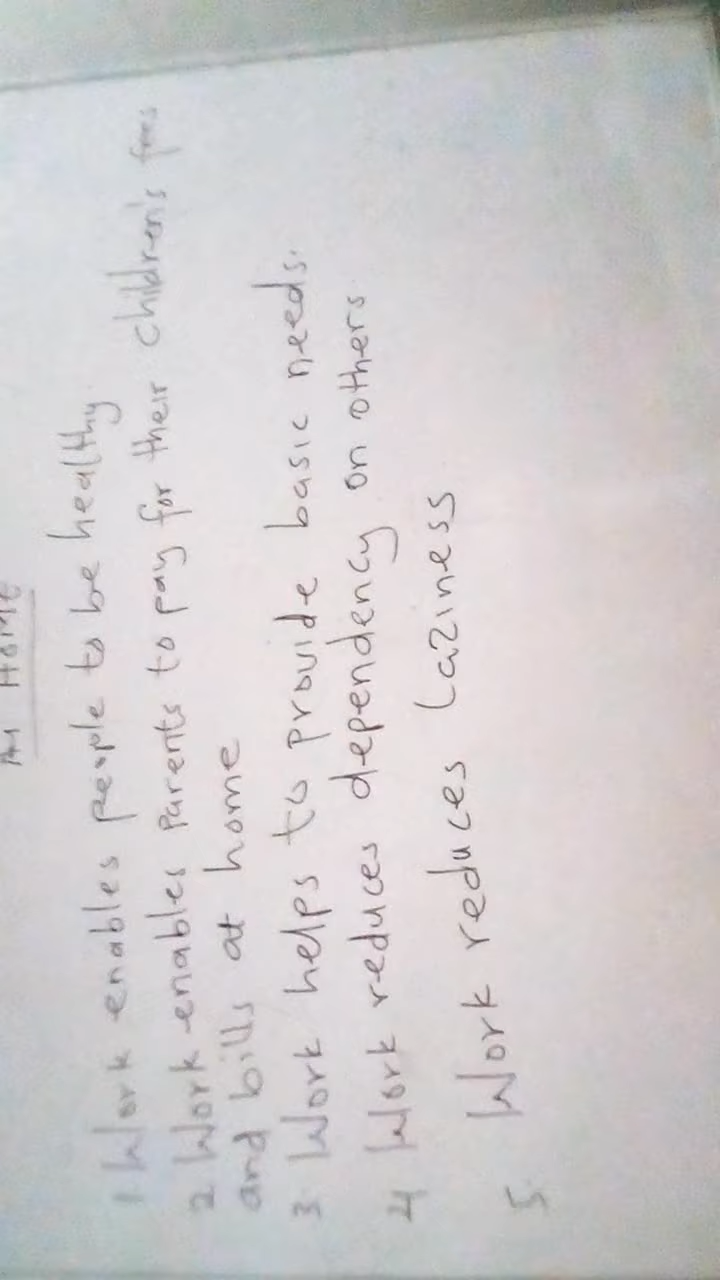 At HOME
1 Work enables people to be healthy.
2 Work enables Parents to pay for their children's fees
and bills at home
3. Work helps to provide basic needs.
4 Work reduces dependency on others.
5. Work reduces Laziness